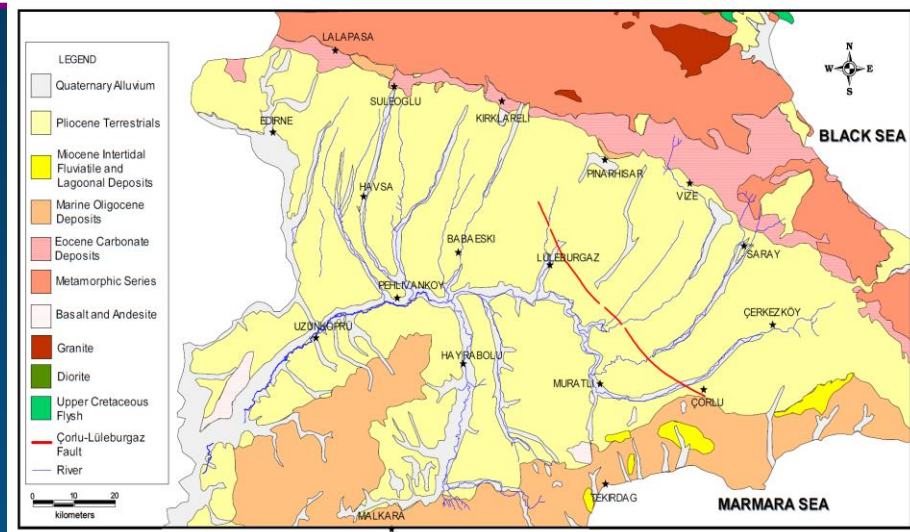 LEGEND
Quaternary Alluvium
Pliocene Terrestrials
Miocene Intertidal
Fluviatile and
Lagoonal Deposits
Marine Oligocene
Deposits
Eocene Carbonate
Deposits
Metamorphic Series
Basalt and Andesite
Granite
Diorite
Upper Cretaceous
Flysh
Çorlu-Lüleburgaz
Fault
River
0 10 20
kilometers
LALAPASA
SULEOGLU
KIRKLARELI
EDIRNE
HAVSA
PINARHISAR
VIZE
BABAESKI
LULEBURGAZ
SARAY
PEHLIVANKOY
UZUNKOPRU
ÇERKEZKÖY
HAYRABOLU
MURATLI
ÇORLU
TEKIRDAG
MALKARA
N
W E
S
BLACK SEA
MARMARA SEA